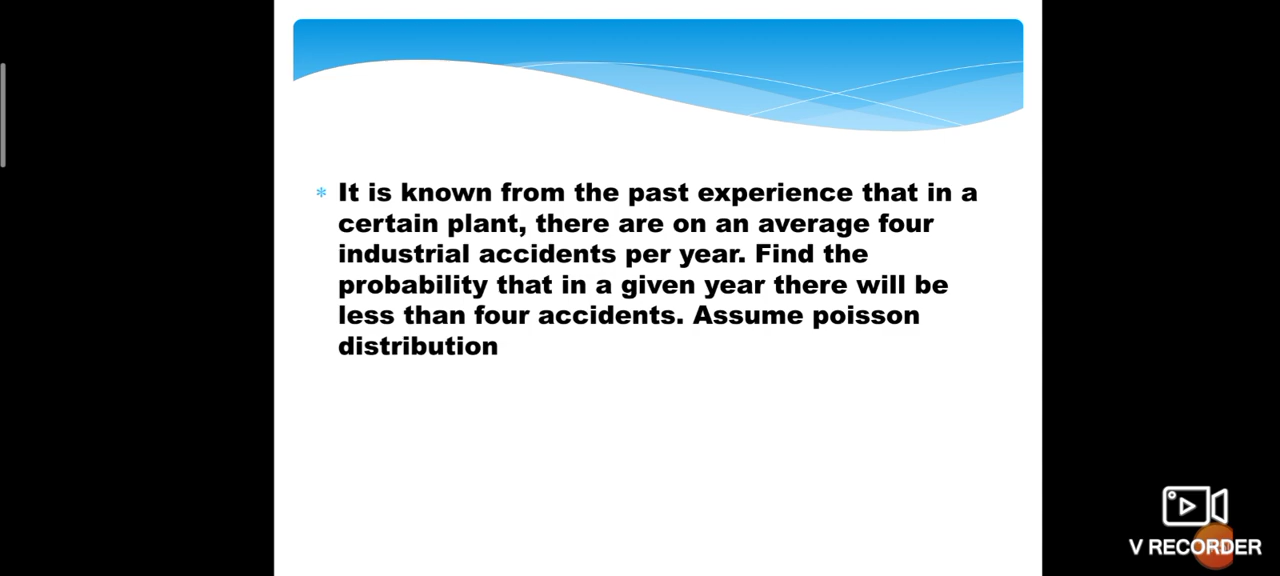 * It is known from the past experience that in a
certain plant, there are on an average four
industrial accidents per year. Find the
probability that in a given year there will be
less than four accidents. Assume poisson
distribution
V RECORDER